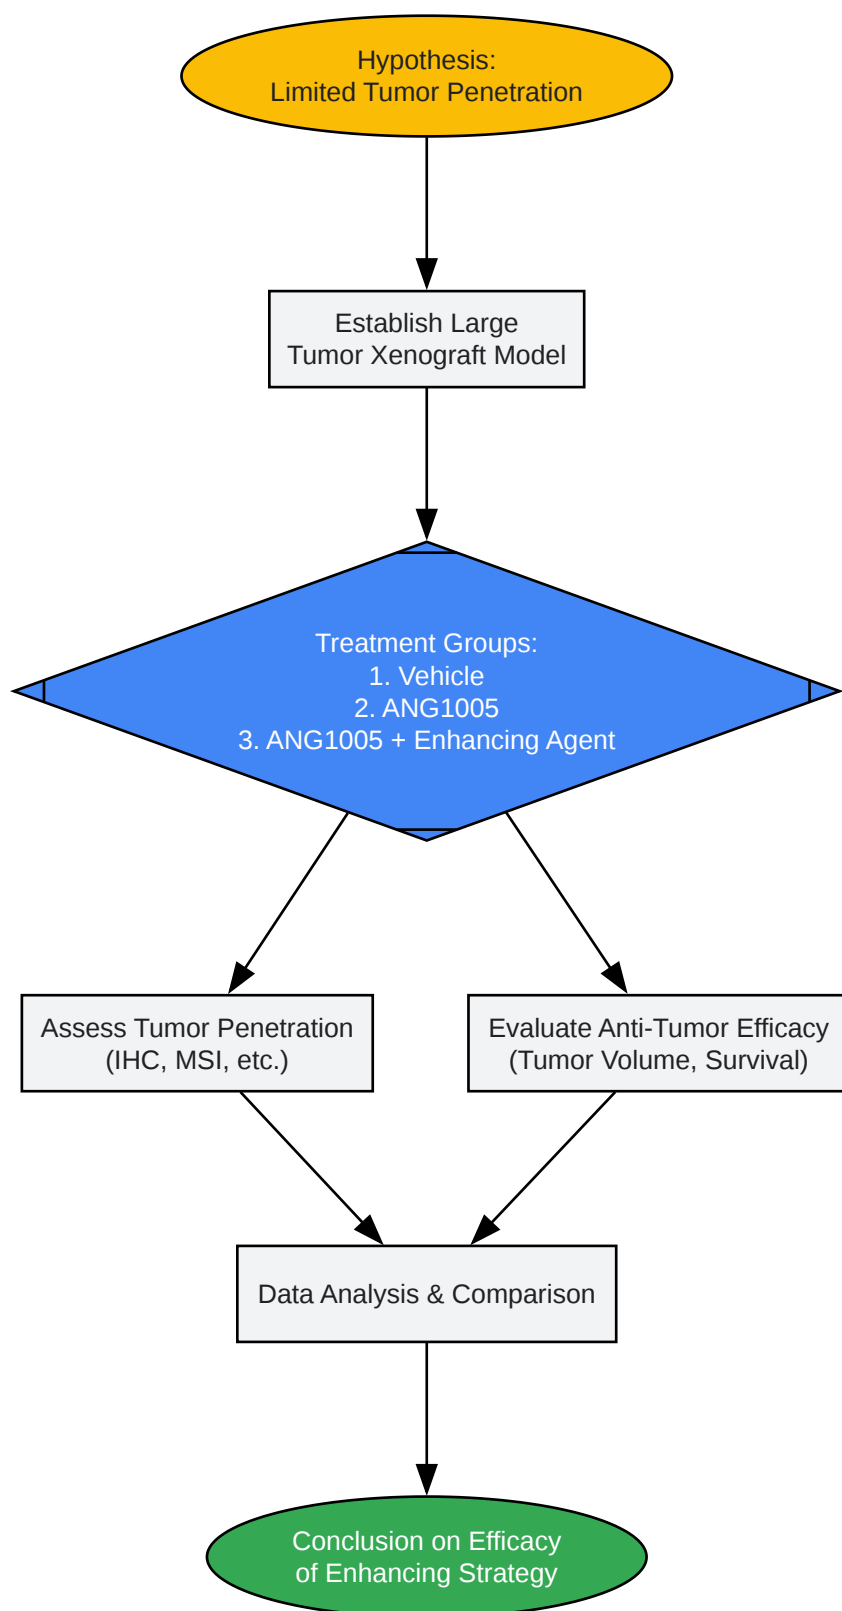 Hypothesis:
Limited Tumor Penetration
Establish Large
Tumor Xenograft Model
Treatment Groups:
1. Vehicle
2. ANG1005
3. ANG1005 + Enhancing Agent
Assess Tumor Penetration
(IHC, MSI, etc.)
Evaluate Anti-Tumor Efficacy
(Tumor Volume, Survival)
Data Analysis & Comparison
Conclusion on Efficacy
of Enhancing Strategy